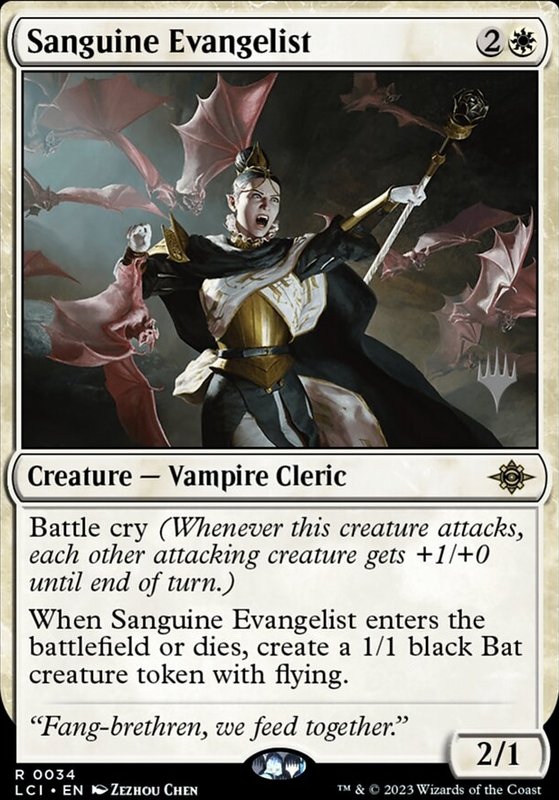 Sanguine Evangelist 2
Creature — Vampire Cleric
Battle cry (Whenever this creature attacks,
each other attacking creature gets +1/+0
until end of turn.)
When Sanguine Evangelist enters the
battlefield or dies, create a 1/1 black Bat
creature token with flying.
“Fang-brethren, we feed together.”
2/1
R 0034
LCI • EN Zezhou Chen ™ & © 2023 Wizards of the Coast